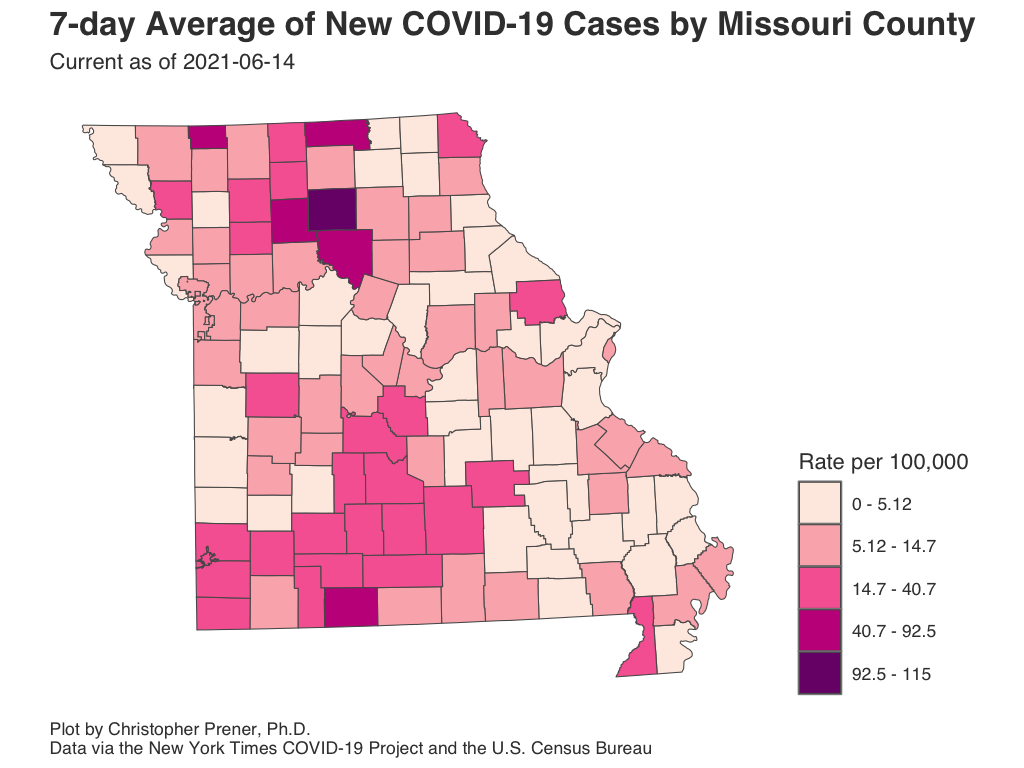 7-day Average of New COVID-19 Cases by Missouri County
Current as of 2021-06-14
Rate per 100,000
0 - 5.12
5.12 - 14.7
14.7 - 40.7
40.7 - 92.5
92.5 - 115
Plot by Christopher Prener, Ph.D.
Data via the New York Times COVID-19 Project and the U.S. Census Bureau